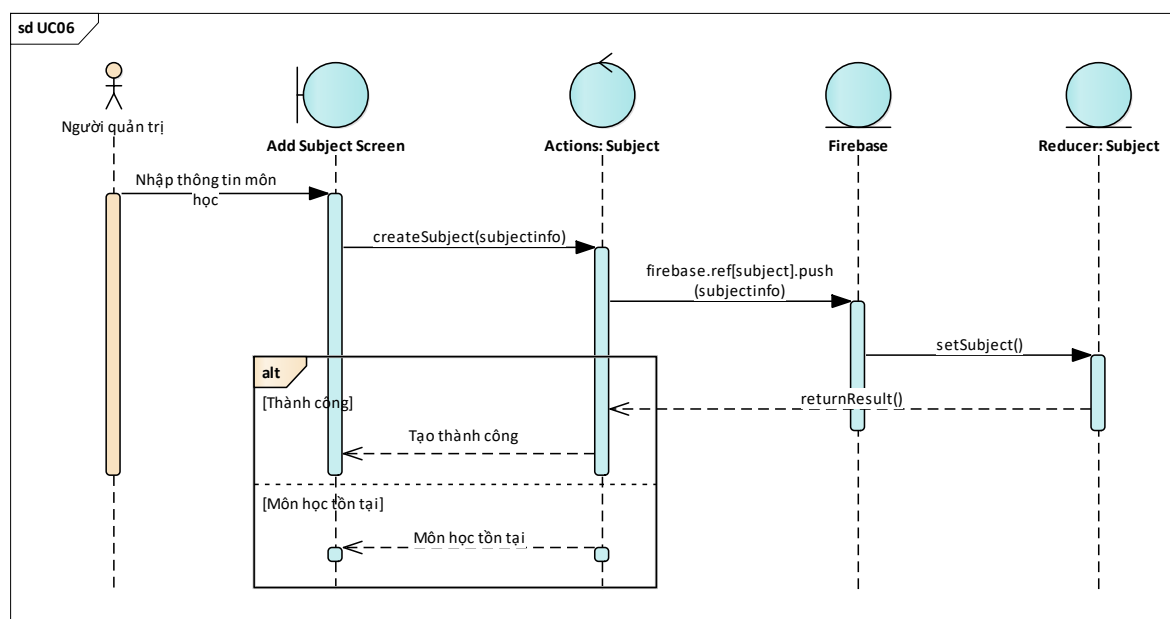 sd UC06
Người quản trị
Add Subject Screen
Actions: Subject
Firebase
Reducer: Subject
Nhập thông tin môn
học
createSubject(subjectinfo)
firebase.ref[subject].push
(subjectinfo)
setSubject()
alt
[Thành công]
returnResult()
Tạo thành công
[Môn học tồn tại]
Môn học tồn tại